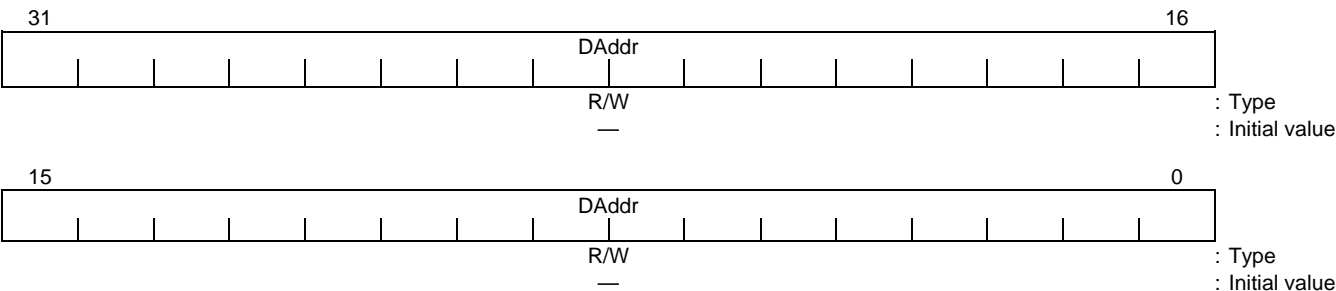 31 16
DAddr
R/W : Type
— : Initial value
15 0
DAddr
R/W : Type
— : Initial value